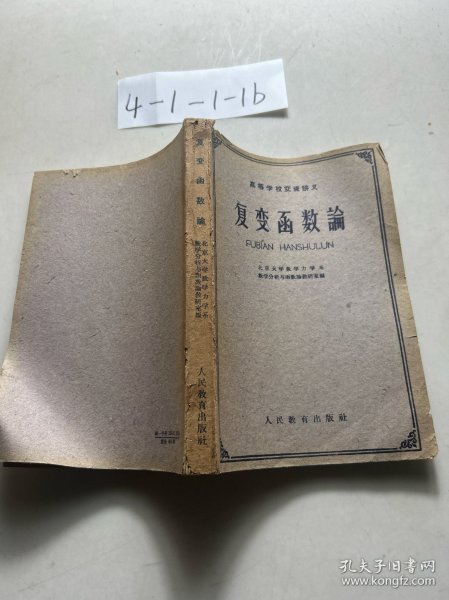 4-1-1-1b
高等学校交流讲义
复变函数論
FUBIAN HANSHULUN
北京大学数学力学系
数学分析与函数論教研室編
人民教育出版社
复变函数論
北京大学数学力学系
数学分析与函数論教研室編
人民教育出版社
孔夫子旧书网
www.kongfz.com